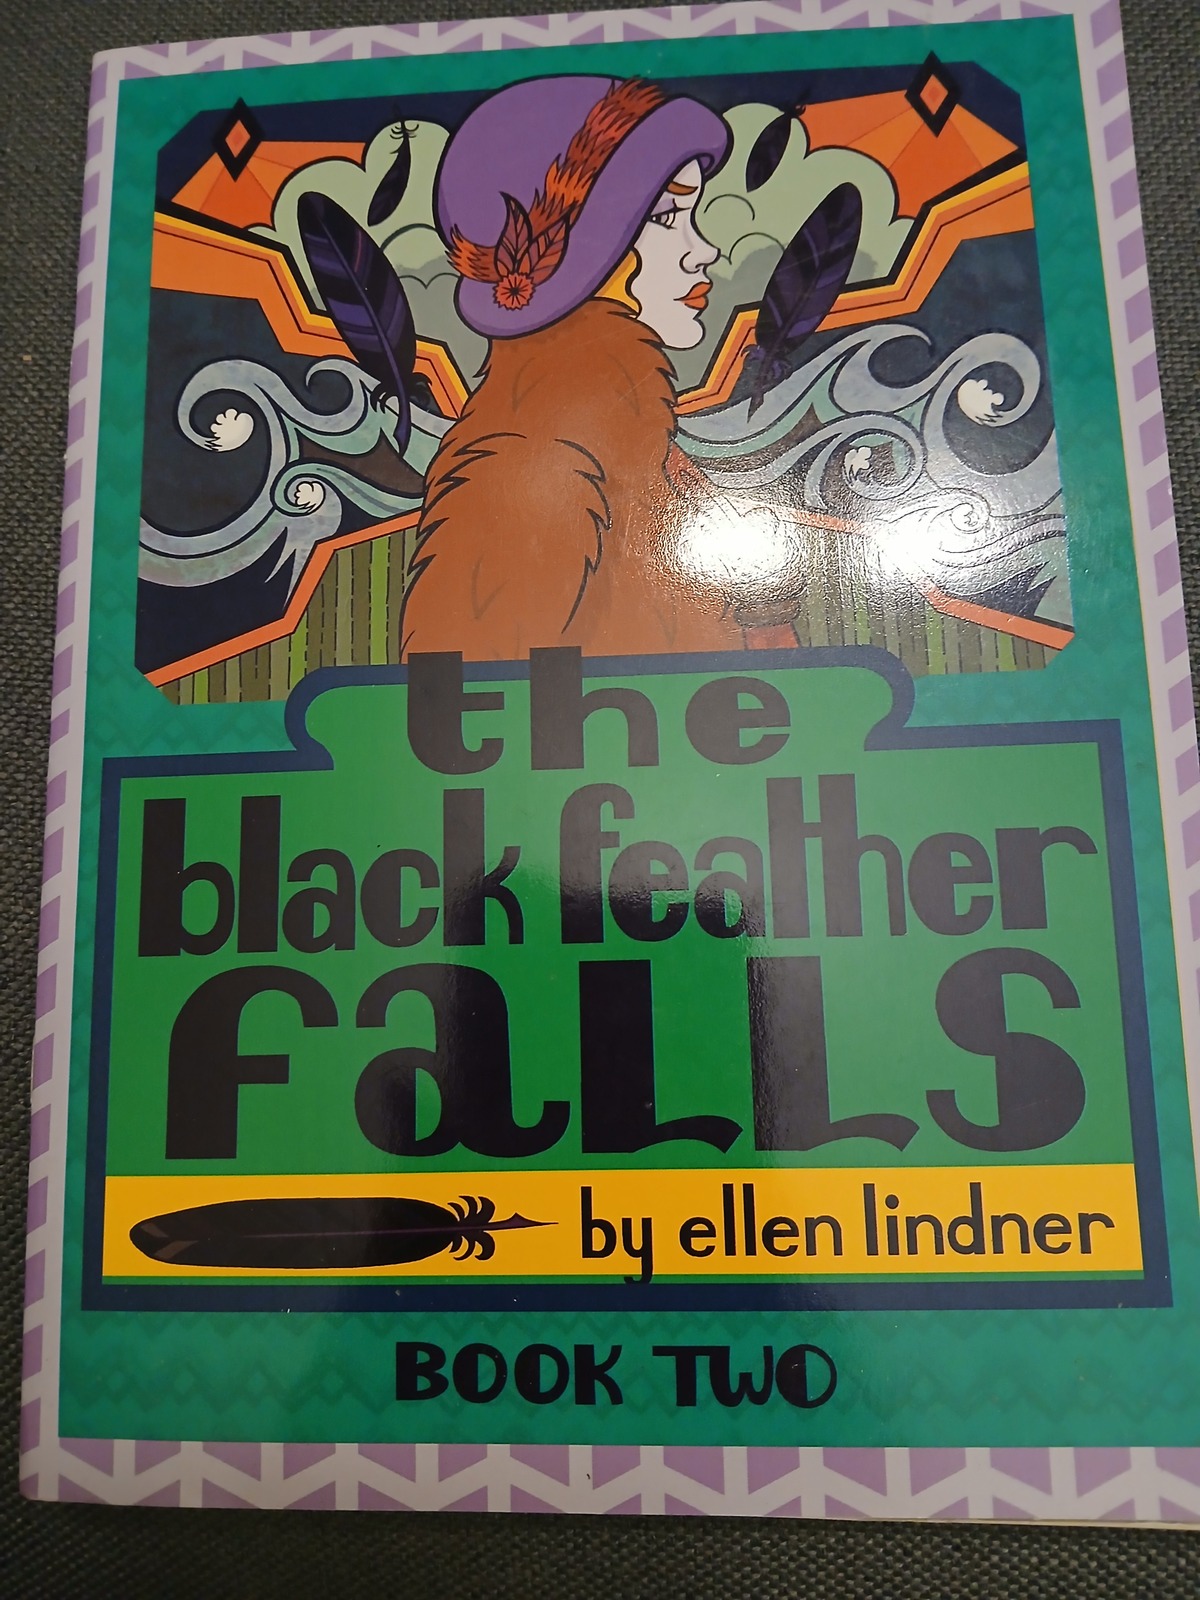 the
black feather
faLLS
by ellen lindner
BOOK TWO